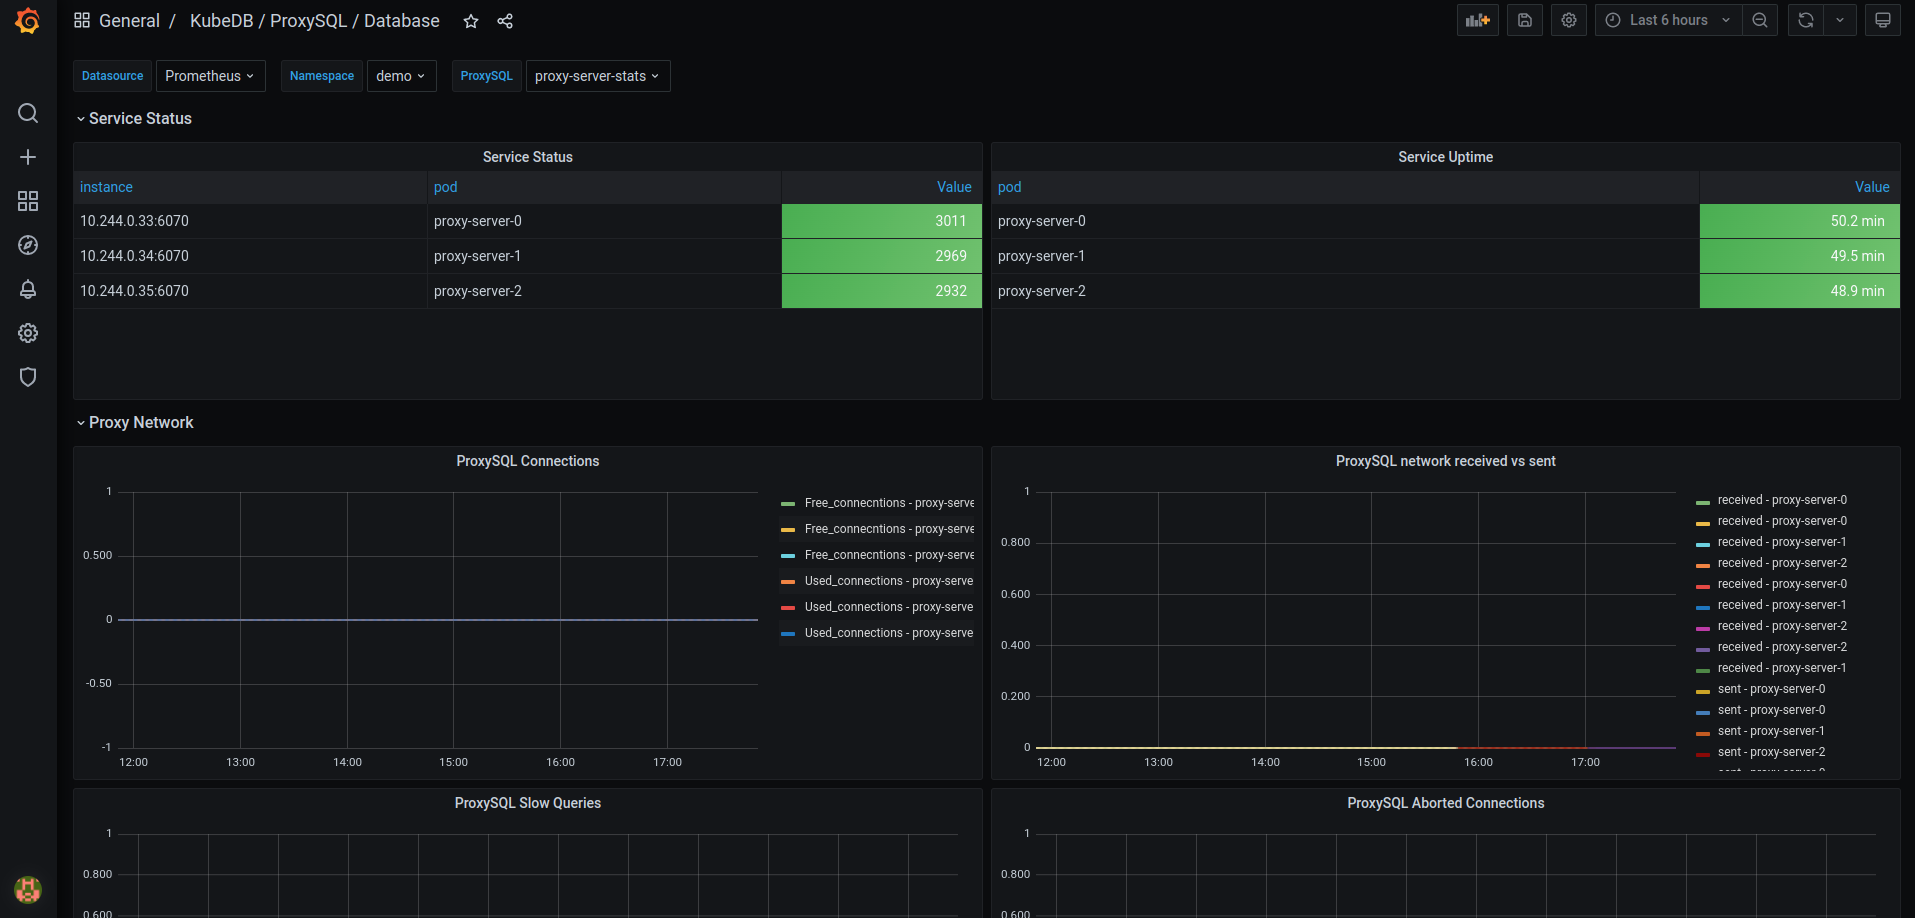 General / KubeDB / ProxySQL / Database
Last 6 hours
Datasource Prometheus Namespace demo ProxySQL proxy-server-stats
Service Status
Service Status
instance pod Value
10.244.0.33:6070 proxy-server-0 3011
10.244.0.34:6070 proxy-server-1 2969
10.244.0.35:6070 proxy-server-2 2932
Service Uptime
pod Value
proxy-server-0 50.2 min
proxy-server-1 49.5 min
proxy-server-2 48.9 min
Proxy Network
ProxySQL Connections
1
0.500
0
-0.50
-1
12:00 13:00 14:00 15:00 16:00 17:00
Free_connecntions - proxy-serve
Free_connecntions - proxy-serve
Free_connecntions - proxy-serve
Used_connections - proxy-serve
Used_connections - proxy-serve
Used_connections - proxy-serve
ProxySQL network received vs sent
1
0.800
0.600
0.400
0.200
0
12:00 13:00 14:00 15:00 16:00 17:00
received - proxy-server-0
received - proxy-server-0
received - proxy-server-1
received - proxy-server-2
received - proxy-server-0
received - proxy-server-1
received - proxy-server-2
received - proxy-server-2
received - proxy-server-1
sent - proxy-server-0
sent - proxy-server-0
sent - proxy-server-1
sent - proxy-server-2
ProxySQL Slow Queries
1
0.800
0.600
ProxySQL Aborted Connections
1
0.800
0.600